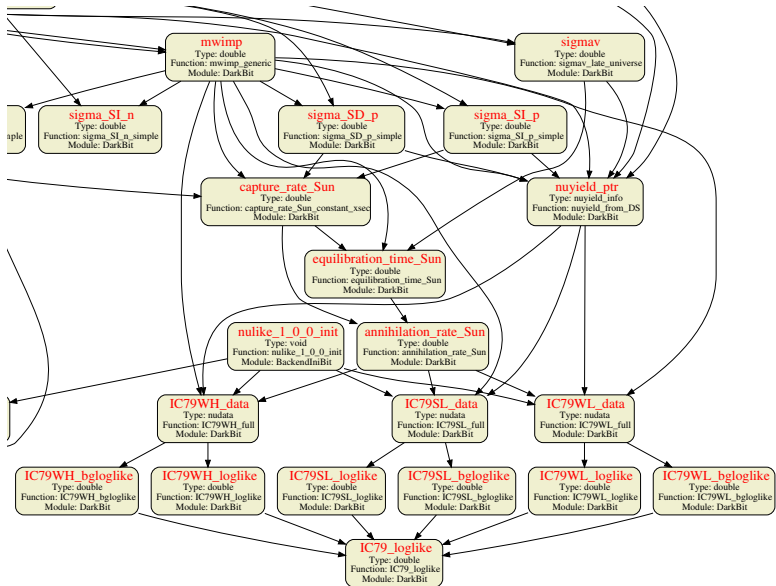 mwimp
Type: double
Function: mwimp_generic
Module: DarkBit
sigmav
Type: double
Function: sigmav_late_universe
Module: DarkBit
mple
sigma_SI_n
Type: double
Function: sigma_SI_n_simple
Module: DarkBit
sigma_SD_p
Type: double
Function: sigma_SD_p_simple
Module: DarkBit
sigma_SI_p
Type: double
Function: sigma_SI_p_simple
Module: DarkBit
capture_rate_Sun
Type: double
Function: capture_rate_Sun_constant_xsec
Module: DarkBit
nuyield_ptr
Type: nuyield_info
Function: nuyield_from_DS
Module: DarkBit
equilibration_time_Sun
Type: double
Function: equilibration_time_Sun
Module: DarkBit
nulike_1_0_0_init
Type: void
Function: nulike_1_0_0_init
Module: BackendIniBit
annihilation_rate_Sun
Type: double
Function: annihilation_rate_Sun
Module: DarkBit
IC79WH_data
Type: nudata
Function: IC79WH_full
Module: DarkBit
IC79SL_data
Type: nudata
Function: IC79SL_full
Module: DarkBit
IC79WL_data
Type: nudata
Function: IC79WL_full
Module: DarkBit
IC79WH_bgloglike
Type: double
Function: IC79WH_bgloglike
Module: DarkBit
IC79WH_loglike
Type: double
Function: IC79WH_loglike
Module: DarkBit
IC79SL_loglike
Type: double
Function: IC79SL_loglike
Module: DarkBit
IC79SL_bgloglike
Type: double
Function: IC79SL_bgloglike
Module: DarkBit
IC79WL_loglike
Type: double
Function: IC79WL_loglike
Module: DarkBit
IC79WL_bgloglike
Type: double
Function: IC79WL_bgloglike
Module: DarkBit
IC79_loglike
Type: double
Function: IC79_loglike
Module: DarkBit